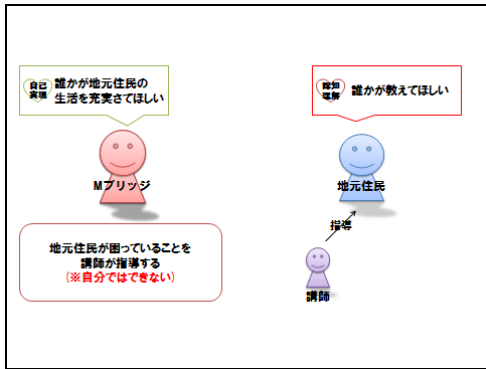 自己
実現
誰かが地元住民の
生活を充実さてほしい
認知
理解
誰かが教えてほしい
Mブリッジ
地元住民
指導
講師
地元住民が困っていることを
講師が指導する
(※自分ではできない)